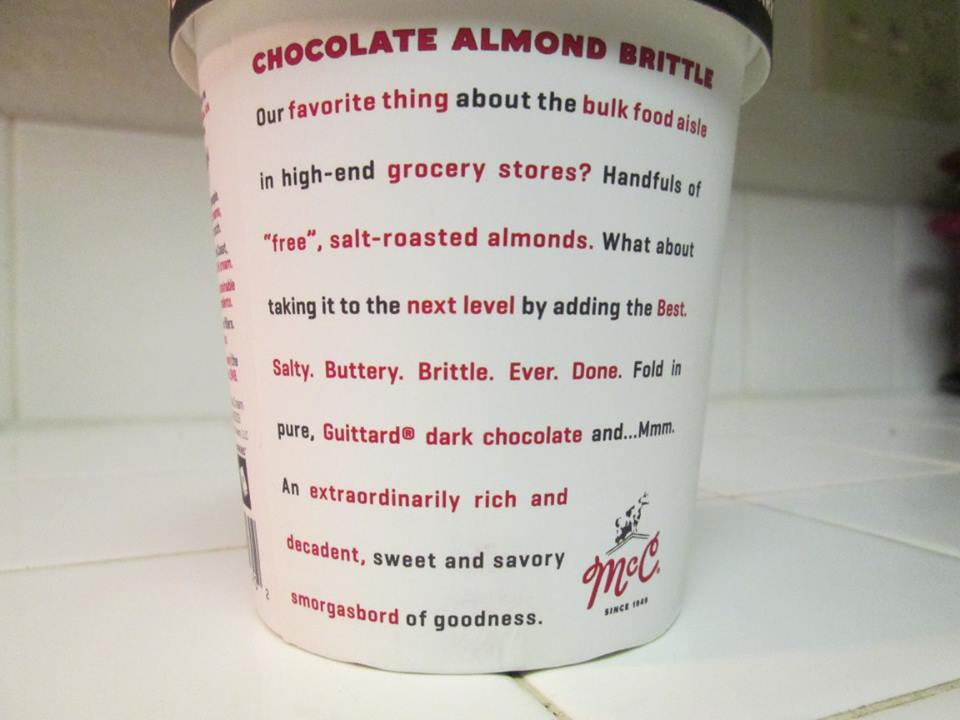 CHOCOLATE ALMOND BRITTLE
Our favorite thing about the bulk food aisle
in high-end grocery stores? Handfuls of
“free”, salt-roasted almonds. What about
taking it to the next level by adding the Best.
Salty. Buttery. Brittle. Ever. Done. Fold in
pure, Guittard® dark chocolate and...Mmm.
An extraordinarily rich and
decadent, sweet and savory
smorgasbord of goodness.
McC.
SINCE 1949
2